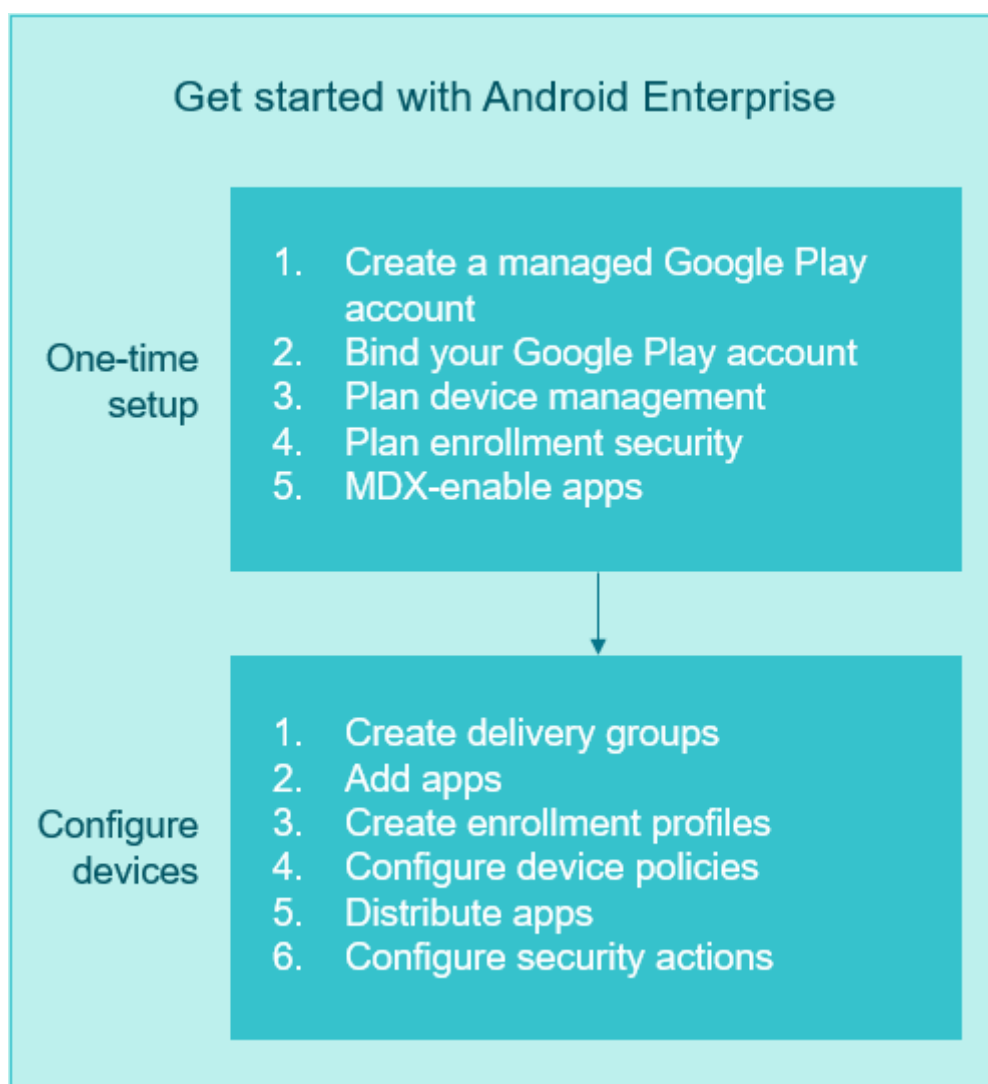 Get started with Android Enterprise
One-time
setup
1. Create a managed Google Play
account
2. Bind your Google Play account
3. Plan device management
4. Plan enrollment security
5. MDX-enable apps
Configure
devices
1. Create delivery groups
2. Add apps
3. Create enrollment profiles
4. Configure device policies
5. Distribute apps
6. Configure security actions